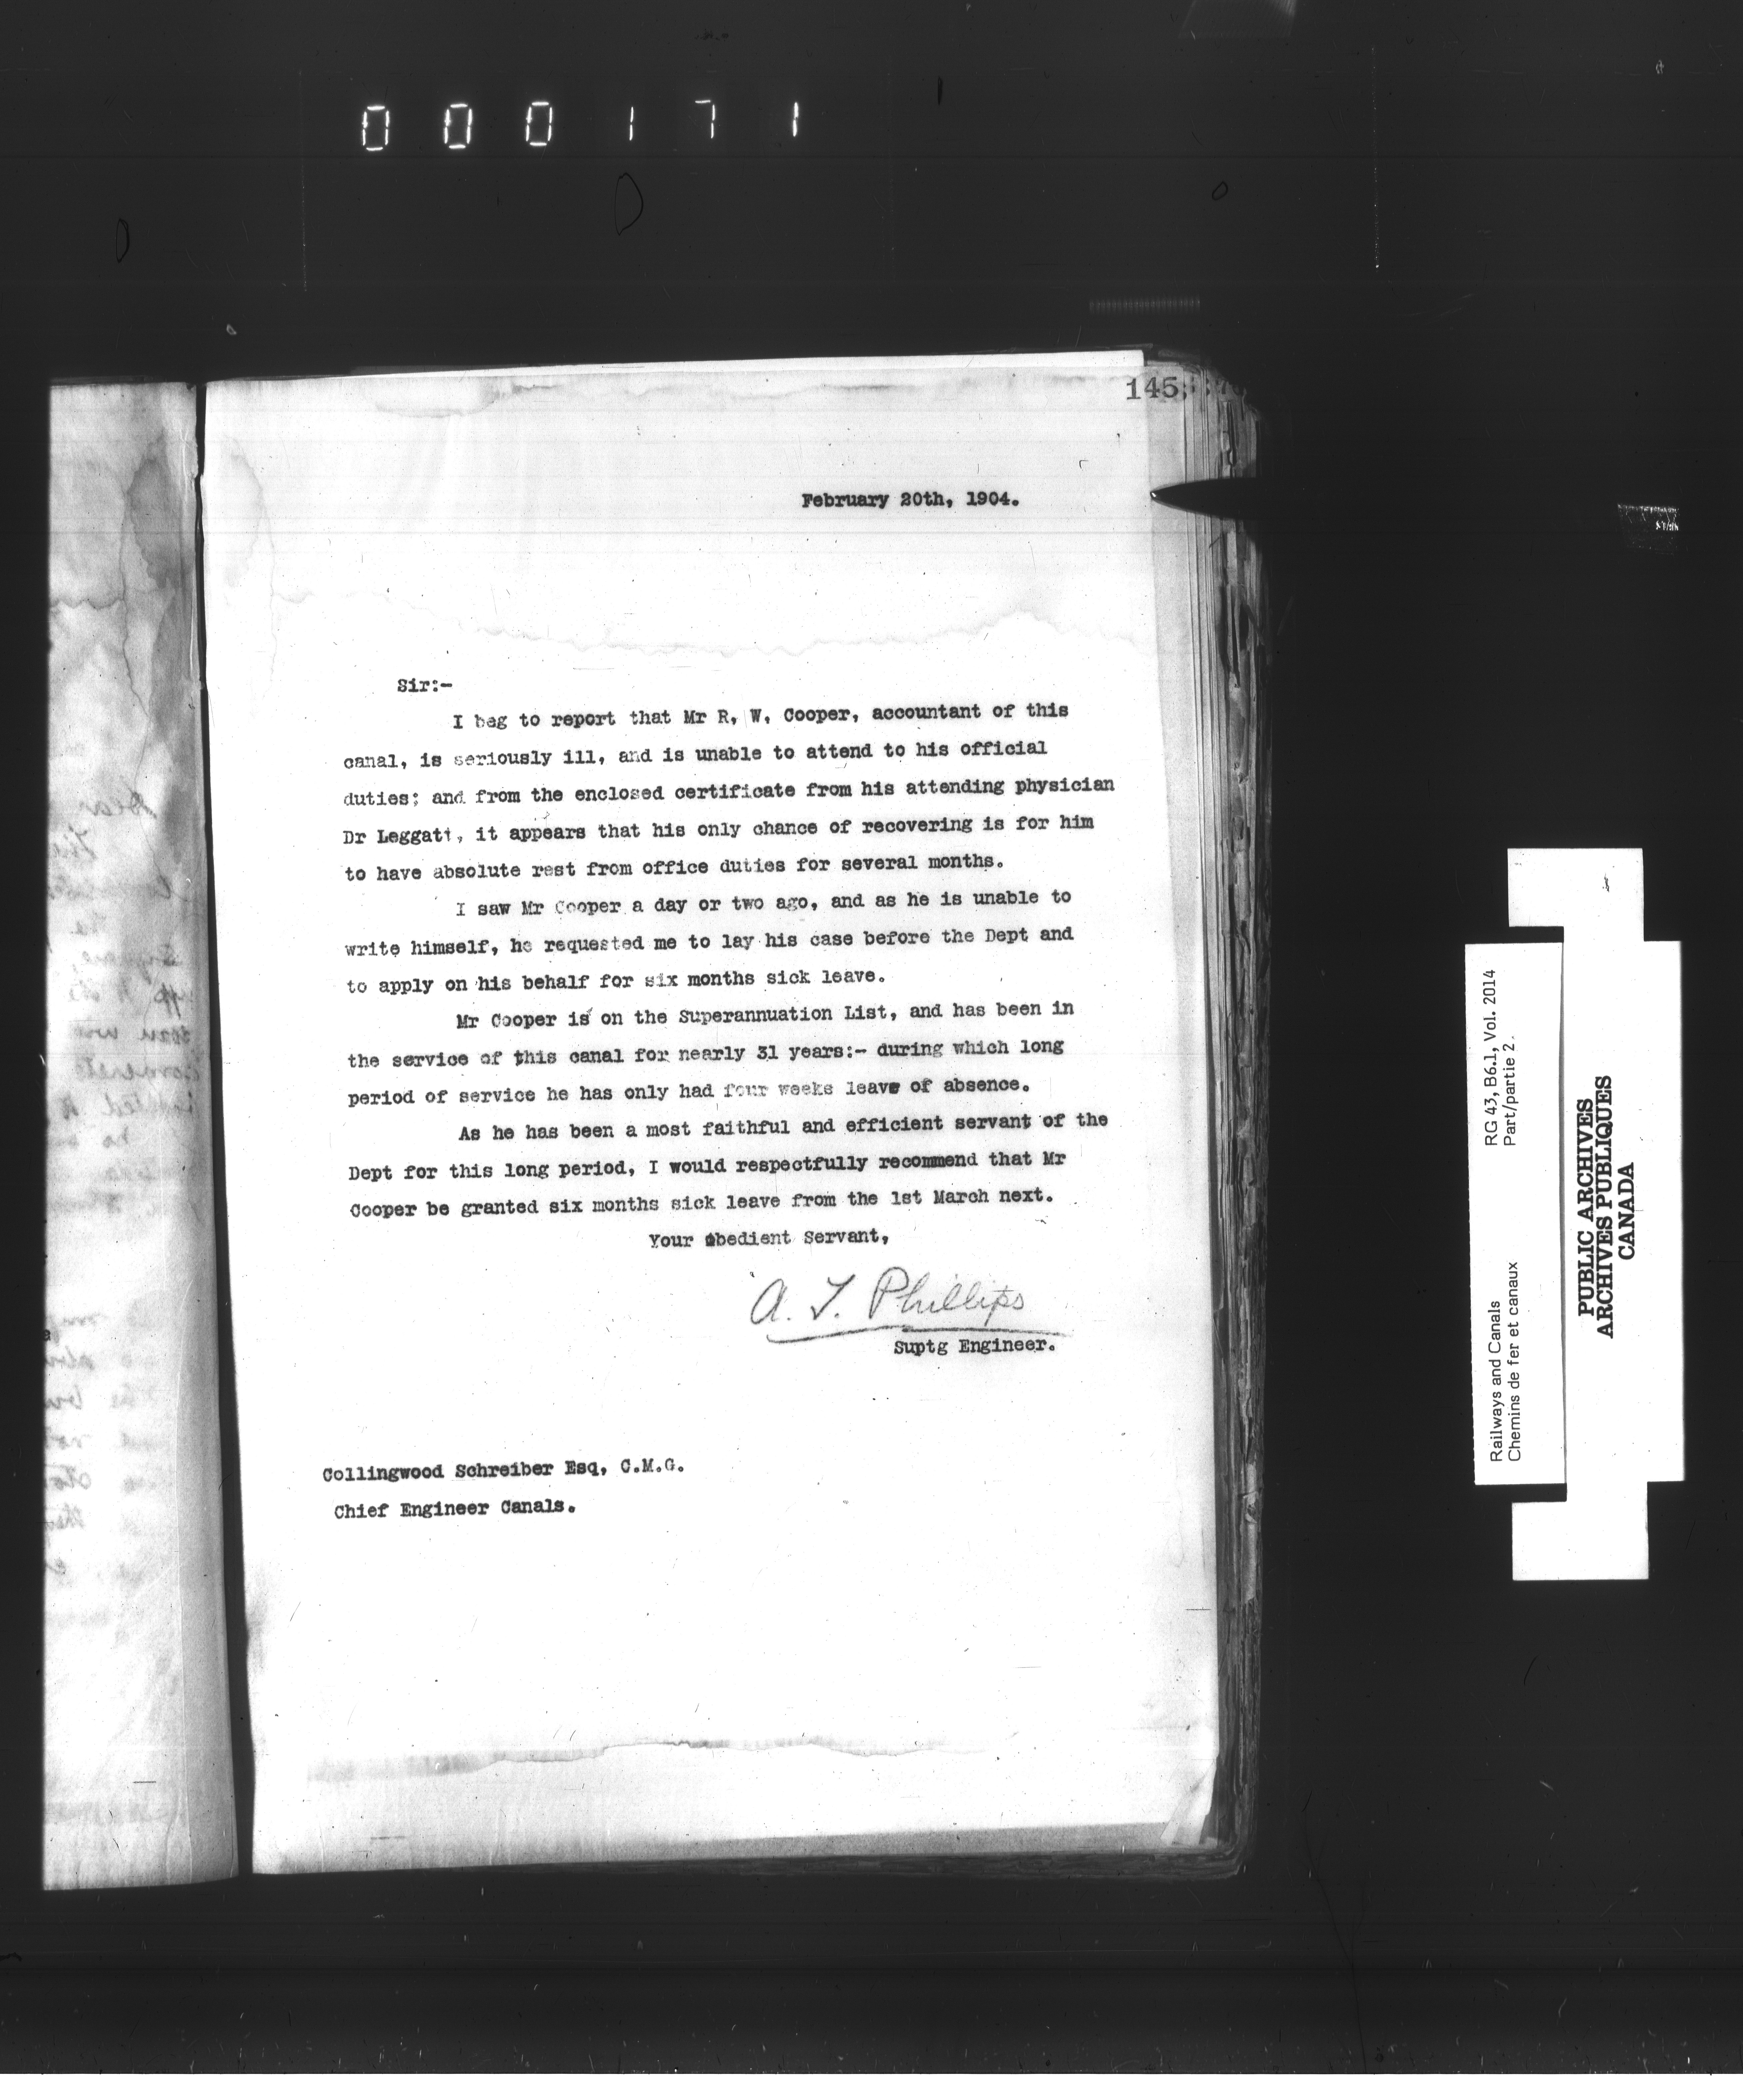 000171
145
February 20th, 1904.
Sir:-
I beg to report that Mr R. W. Cooper, accountant of this
canal, is seriously ill, and is unable to attend to his official
duties; and from the enclosed certificate from his attending physician
Dr Leggatt, it appears that his only chance of recovering is for him
to have absolute rest from office duties for several months.
I saw Mr Cooper a day or two ago, and as he is unable to
write himself, he requested me to lay his case before the Dept and
to apply on his behalf for six months sick leave.
Mr Cooper is on the Superannuation List, and has been in
the service of this canal for nearly 31 years:- during which long
period of service he has only had four weeks leave of absence.
As he has been a most faithful and efficient servant of the
Dept for this long period, I would respectfully recommend that Mr
Cooper be granted six months sick leave from the 1st March next.
Your Obedient Servant,
A. T. Phillips
Suptg Engineer.
Collingwood Schreiber Esq, C.M.G.
Chief Engineer Canals.
Railways and Canals RG 43, B6.1, Vol. 2014
Chemins de fer et canaux Part/partie 2.
PUBLIC ARCHIVES
ARCHIVES PUBLIQUES
CANADA